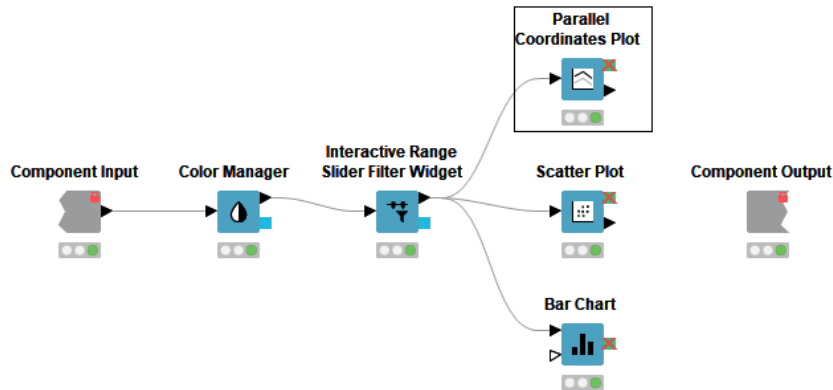 Parallel
Coordinates Plot
Component Input
Color Manager
Interactive Range
Slider Filter Widget
Scatter Plot
Component Output
Bar Chart